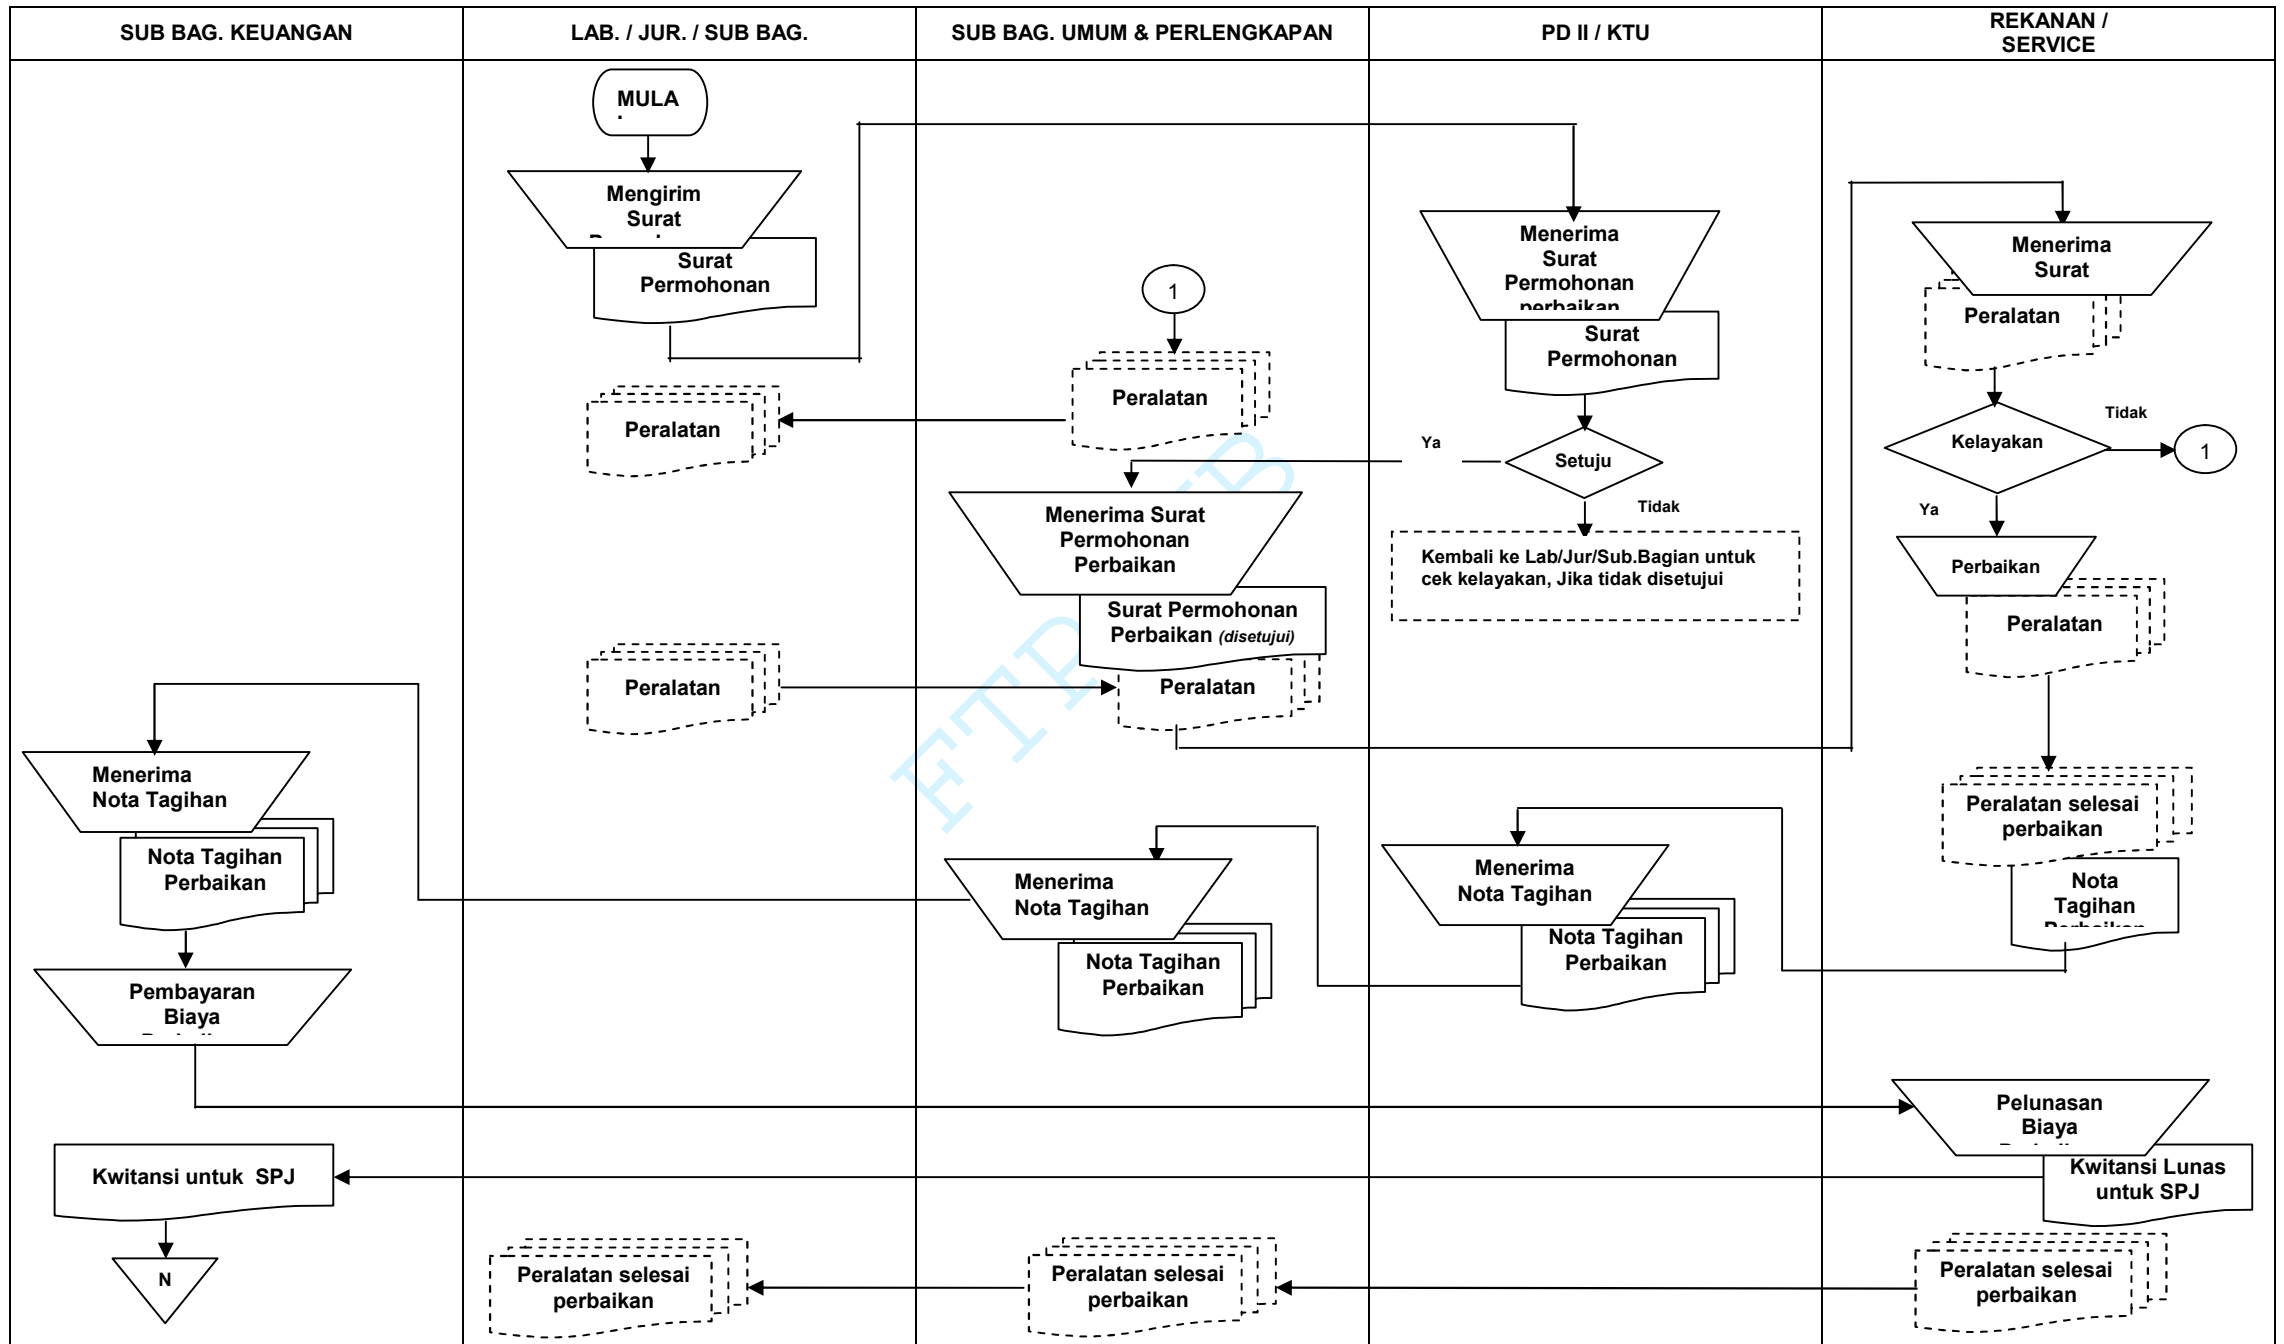 SUB BAG. KEUANGAN
LAB. / JUR. / SUB BAG.
SUB BAG. UMUM & PERLENGKAPAN
PD II / KTU
REKANAN /
SERVICE
MULA
Mengirim
Surat
Surat
Permohonan
1
Peralatan
Peralatan
Menerima
Surat
Permohonan
perbaikan
Surat
Permohonan
Ya
Setuju
Tidak
Kembali ke Lab/Jur/Sub.Bagian untuk
cek kelayakan, Jika tidak disetujui
Menerima
Surat
Peralatan
Kelayakan
Tidak
1
Ya
Perbaikan
Peralatan
Menerima Surat
Permohonan
Perbaikan
Surat Permohonan
Perbaikan (disetujui)
Peralatan
Peralatan
Peralatan selesai
perbaikan
Nota
Tagihan
Perbaikan
Menerima
Nota Tagihan
Nota Tagihan
Perbaikan
Menerima
Nota Tagihan
Nota Tagihan
Perbaikan
Menerima
Nota Tagihan
Nota Tagihan
Perbaikan
Pembayaran
Biaya
Pelunasan
Biaya
Kwitansi Lunas
untuk SPJ
Kwitansi untuk SPJ
N
Peralatan selesai
perbaikan
Peralatan selesai
perbaikan
Peralatan selesai
perbaikan